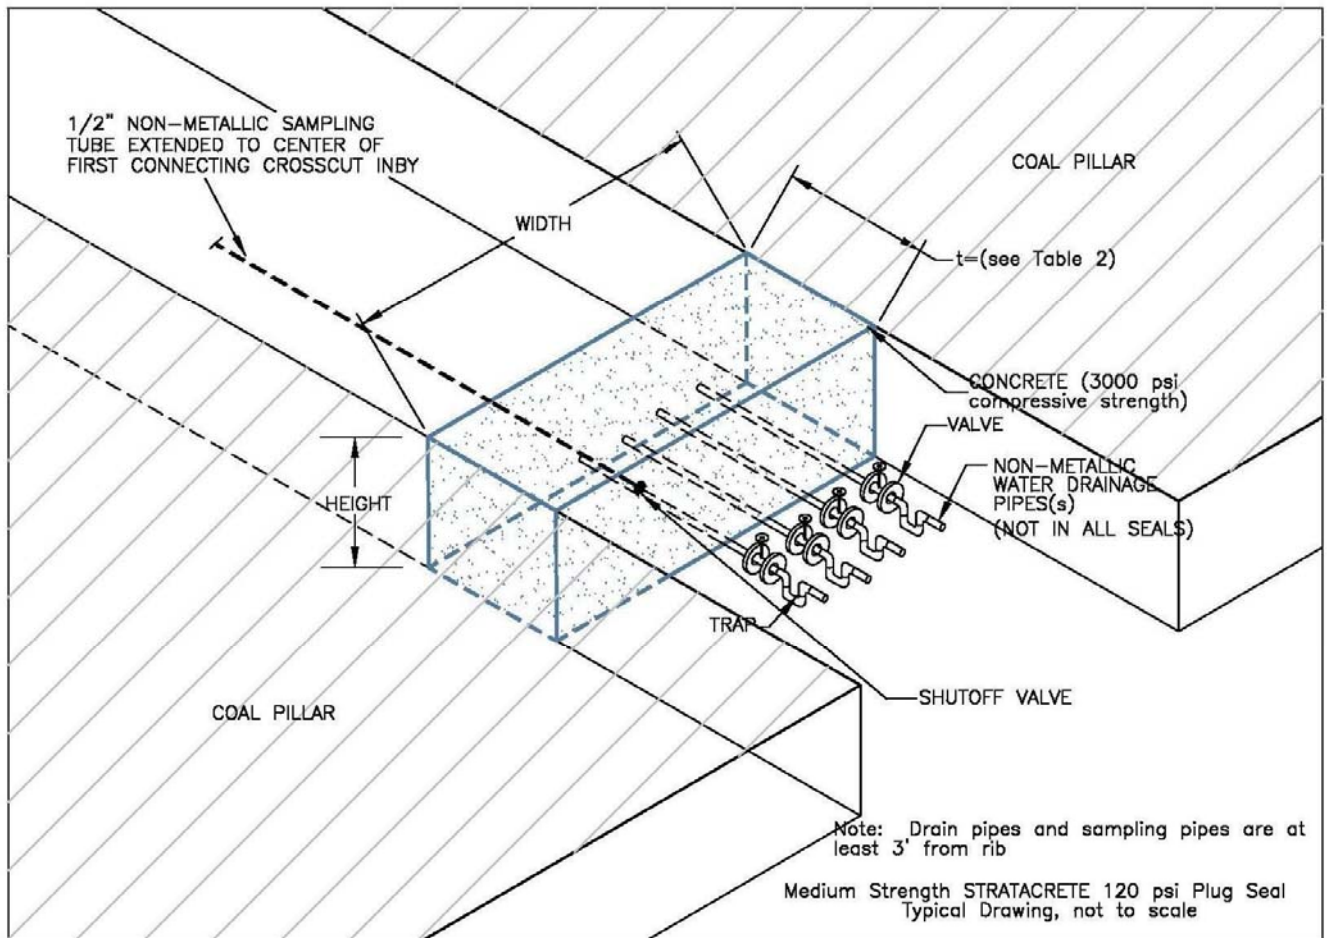 1/2" NON-METALLIC SAMPLING
TUBE EXTENDED TO CENTER OF
FIRST CONNECTING CROSSCUT INBY
COAL PILLAR
WIDTH
t=(see Table 2)
CONCRETE (3000 psi
compressive strength)
VALVE
NON-METALLIC
WATER DRAINAGE
PIPES(s)
(NOT IN ALL SEALS)
HEIGHT
TRAP
SHUTOFF VALVE
COAL PILLAR
Note: Drain pipes and sampling pipes are at
least 3' from rib
Medium Strength STRATACRETE 120 psi Plug Seal
Typical Drawing, not to scale